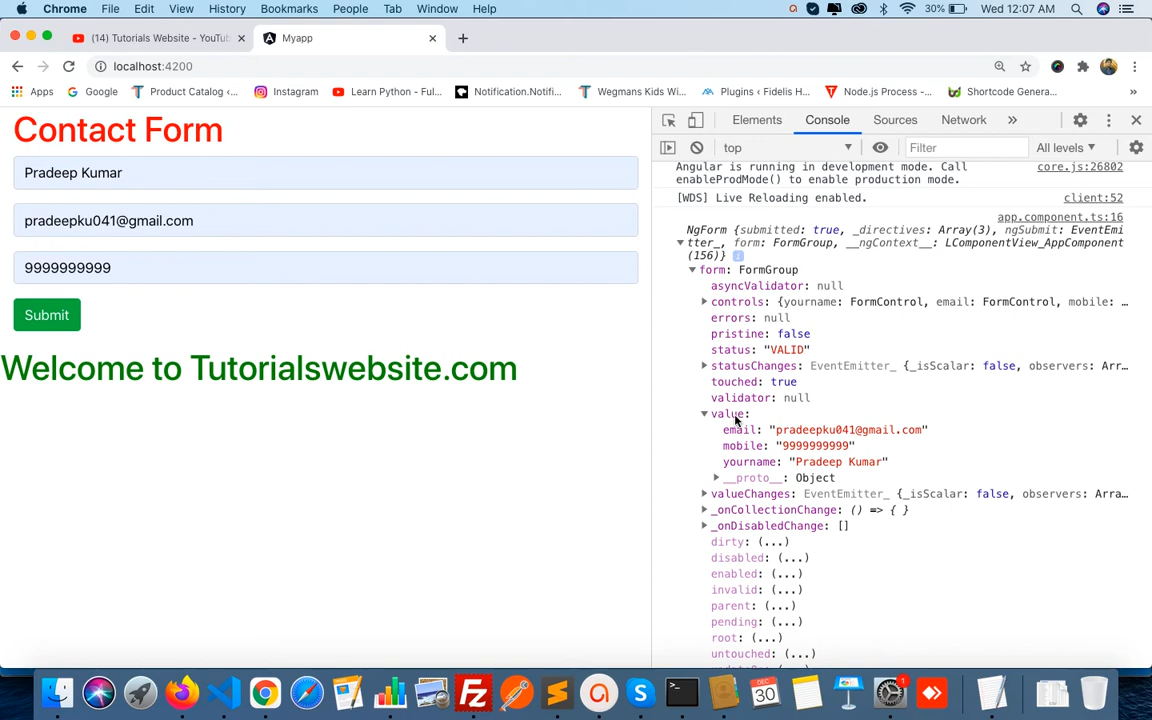 Chrome File Edit View History Bookmarks People Tab Window Help 30% Wed 12:07 AM
(14) Tutorials Website - YouTub Myapp
localhost:4200
Apps Google Product Catalog -... Instagram Learn Python - Ful... Notification.Notifi... Wegmans Kids Wi... Plugins ‹ Fidelis H... Node.js Process -... Shortcode Genera... »
Elements Console Sources Network »
top Filter All levels
Contact Form
Pradeep Kumar
pradeepku041@gmail.com
9999999999
Submit
Welcome to Tutorialswebsite.com
Angular is running in development mode. Call core.js:26802
enableProdMode() to enable production mode.
[WDS] Live Reloading enabled. client:52
app.component.ts:16
NgForm {submitted: true, _directives: Array(3), ngSubmit: EventEmi
tter_, form: FormGroup, __ngContext__: LComponentView_AppComponent
(156)} i
form: FormGroup
asyncValidator: null
controls: {yourname: FormControl, email: FormControl, mobile: …
errors: null
pristine: false
status: "VALID"
statusChanges: EventEmitter_ {_isScalar: false, observers: Arr…
touched: true
validator: null
value:
email: "pradeepku041@gmail.com"
mobile: "9999999999"
yourname: "Pradeep Kumar"
__proto__: Object
valueChanges: EventEmitter_ {_isScalar: false, observers: Arra…
_onCollectionChange: () => { }
_onDisabledChange: []
dirty: (...)
disabled: (...)
enabled: (...)
invalid: (...)
parent: (...)
pending: (...)
root: (...)
untouched: (...)
Fz DEC 30 1